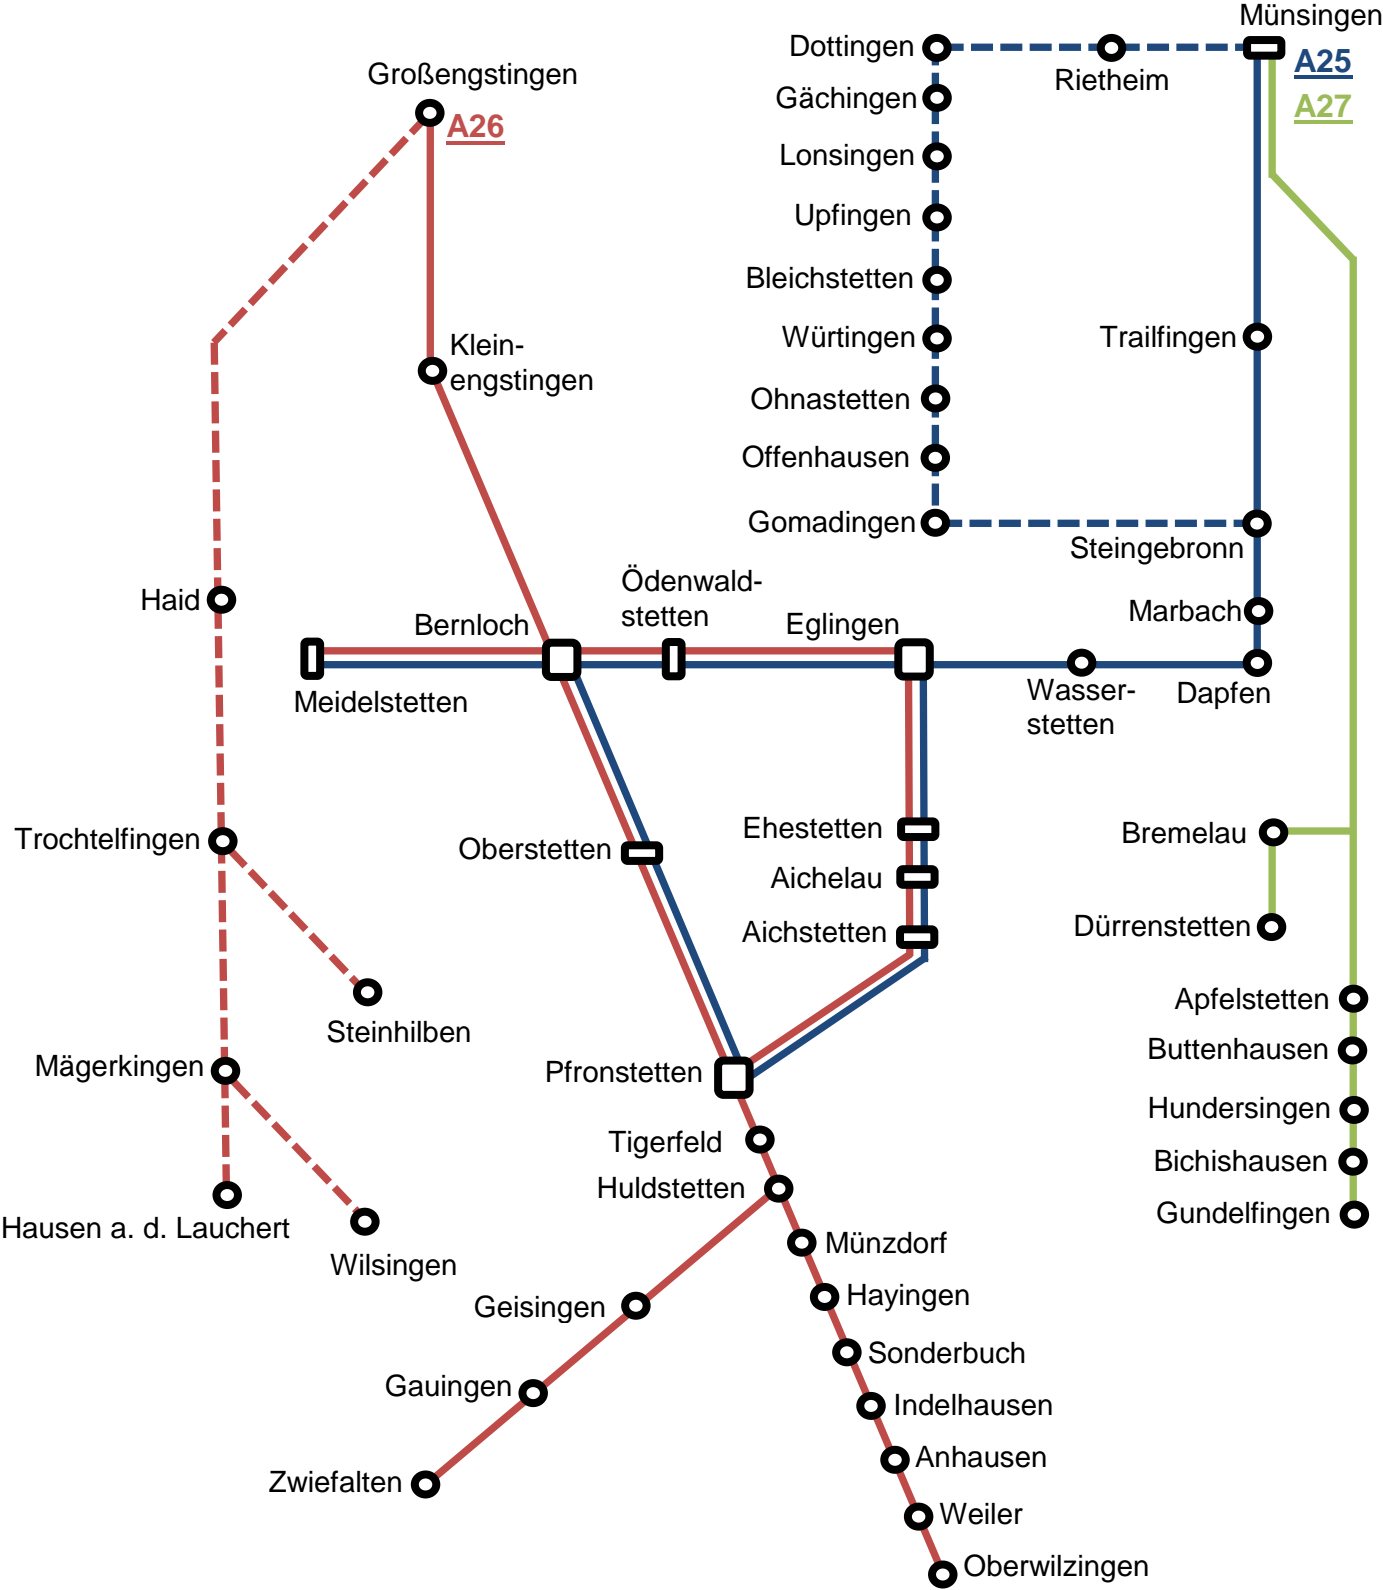 Münsingen
A25
A27
Dottingen
Rietheim
Großengstingen
A26
Gächingen
Lonsingen
Upfingen
Bleichstetten
Würtingen
Trailfingen
Klein-
engstingen
Ohnastetten
Offenhausen
Gomadingen
Steingebronn
Haid
Ödenwald-
stetten
Bernloch
Eglingen
Marbach
Meidelstetten
Wasser-
stetten
Dapfen
Trochtelfingen
Oberstetten
Ehestetten
Aichelau
Aichstetten
Bremelau
Dürrenstetten
Steinhilben
Apfelstetten
Mägerkingen
Pfronstetten
Buttenhausen
Tigerfeld
Hundersingen
Huldstetten
Bichishausen
Hausen a. d. Lauchert
Gundelfingen
Wilsingen
Münzdorf
Geisingen
Hayingen
Sonderbuch
Gauingen
Indelhausen
Zwiefalten
Anhausen
Weiler
Oberwilzingen